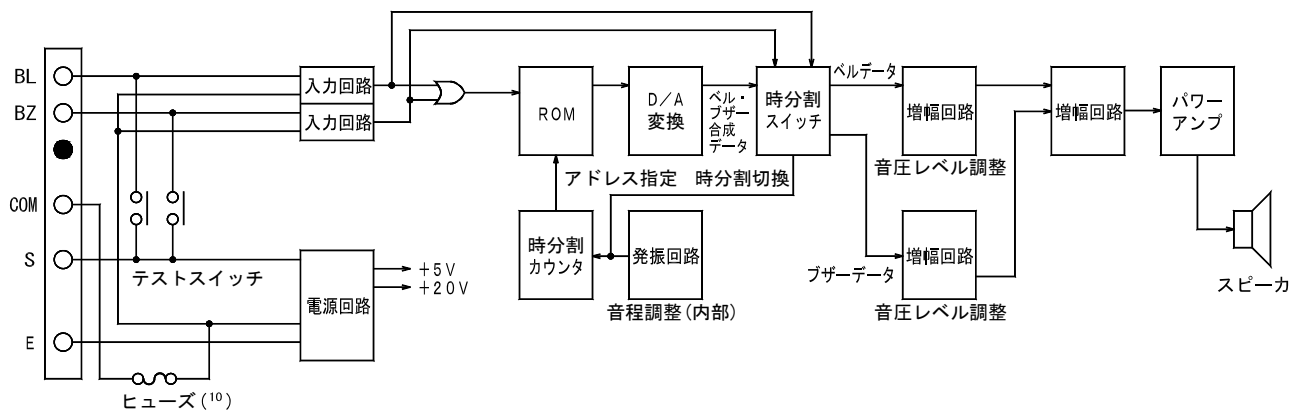 BL
BZ
COM
S
E
テストスイッチ
ヒューズ(10)
入力回路
入力回路
電源回路
+5V
+20V
ROM
D/A
変換
ベル・
ブザー
合成
データ
時分割
スイッチ
アドレス指定
時分割切換
時分割
カウンタ
発振回路
音程調整(内部)
ベルデータ
増幅回路
音圧レベル調整
ブザーデータ
増幅回路
音圧レベル調整
増幅回路
パワー
アンプ
スピーカ